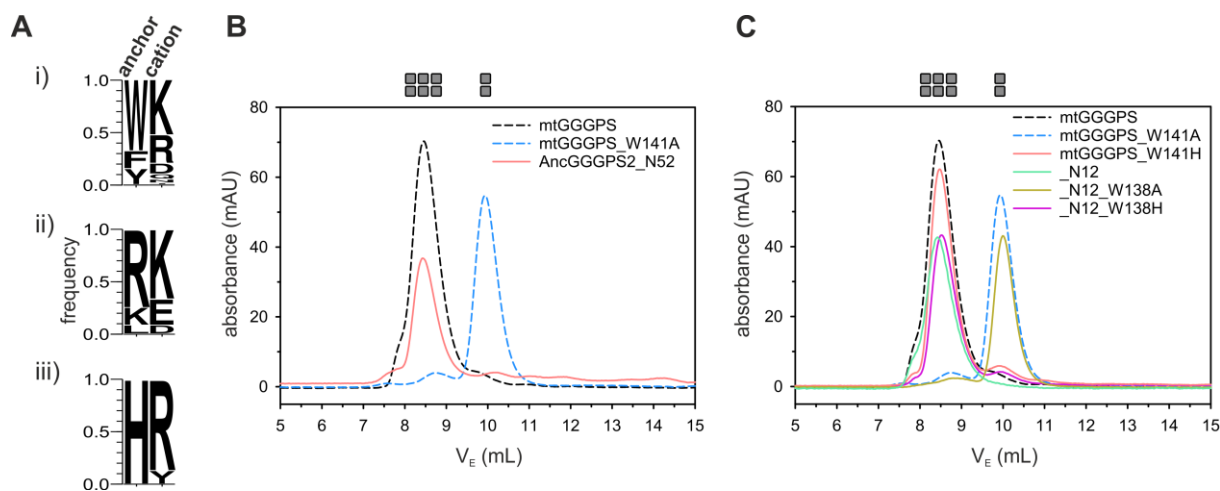 A
anchor
cation
i)
1.0
0.5
0.0
W
F
Y
K
R
D
ii)
frequency
1.0
0.5
0.0
R
K
L
K
E
D
iii)
1.0
0.5
0.0
H
R
Y
B
absorbance (mAU)
80
60
40
20
0
mtGGGPS
mtGGGPS_W141A
AncGGGPS2_N52
5 6 7 8 9 10 11 12 13 14 15
V_E (mL)
C
absorbance (mAU)
80
60
40
20
0
mtGGGPS
mtGGGPS_W141A
mtGGGPS_W141H
_N12
_N12_W138A
_N12_W138H
5 6 7 8 9 10 11 12 13 14 15
V_E (mL)